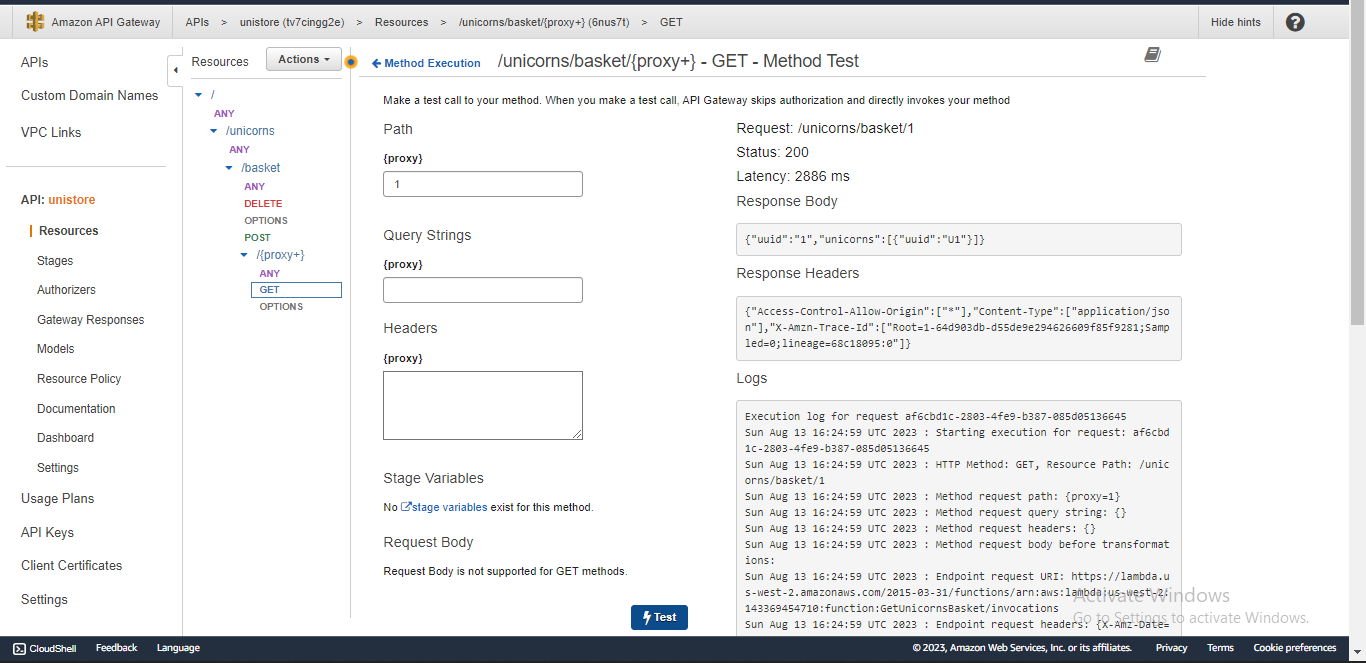 Amazon API Gateway
APIs > unistore (tv7cingg2e) > Resources > /unicorns/basket/{proxy+} (6nus7t) > GET
Hide hints
?
APIs
Custom Domain Names
VPC Links
API: unistore
Resources
Stages
Authorizers
Gateway Responses
Models
Resource Policy
Documentation
Dashboard
Settings
Usage Plans
API Keys
Client Certificates
Settings
Resources
Actions
/
ANY
/unicorns
ANY
/basket
ANY
DELETE
OPTIONS
POST
/{proxy+}
ANY
GET
OPTIONS
Method Execution /unicorns/basket/{proxy+} - GET - Method Test
Make a test call to your method. When you make a test call, API Gateway skips authorization and directly invokes your method
Path
{proxy}
1
Query Strings
{proxy}
Headers
{proxy}
Stage Variables
No stage variables exist for this method.
Request Body
Request Body is not supported for GET methods.
Test
Request: /unicorns/basket/1
Status: 200
Latency: 2886 ms
Response Body
{"uuid":"1","unicorns":[{"uuid":"U1"}]}
Response Headers
{"Access-Control-Allow-Origin":["*"],"Content-Type":["application/jso
n"],"X-Amzn-Trace-Id":["Root=1-64d903db-d55de9e294626609f85f9281;Samp
led=0;lineage=68c18095:0"]}
Logs
Execution log for request af6cbd1c-2803-4fe9-b387-085d05136645
Sun Aug 13 16:24:59 UTC 2023 : Starting execution for request: af6cbd
1c-2803-4fe9-b387-085d05136645
Sun Aug 13 16:24:59 UTC 2023 : HTTP Method: GET, Resource Path: /unic
orns/basket/1
Sun Aug 13 16:24:59 UTC 2023 : Method request path: {proxy=1}
Sun Aug 13 16:24:59 UTC 2023 : Method request query string: {}
Sun Aug 13 16:24:59 UTC 2023 : Method request headers: {}
Sun Aug 13 16:24:59 UTC 2023 : Method request body before transformat
ions:
Sun Aug 13 16:24:59 UTC 2023 : Endpoint request URI: https://lambda.u
s-west-2.amazonaws.com/2015-03-31/functions/arn:aws:lambda:us-west-2:
143369454710:function:GetUnicornsBasket/invocations
Sun Aug 13 16:24:59 UTC 2023 : Endpoint request headers: {X-Amz-Date=
Activate Windows
Go to Settings to activate Windows.
CloudShell Feedback Language
© 2023, Amazon Web Services, Inc. or its affiliates. Privacy Terms Cookie preferences